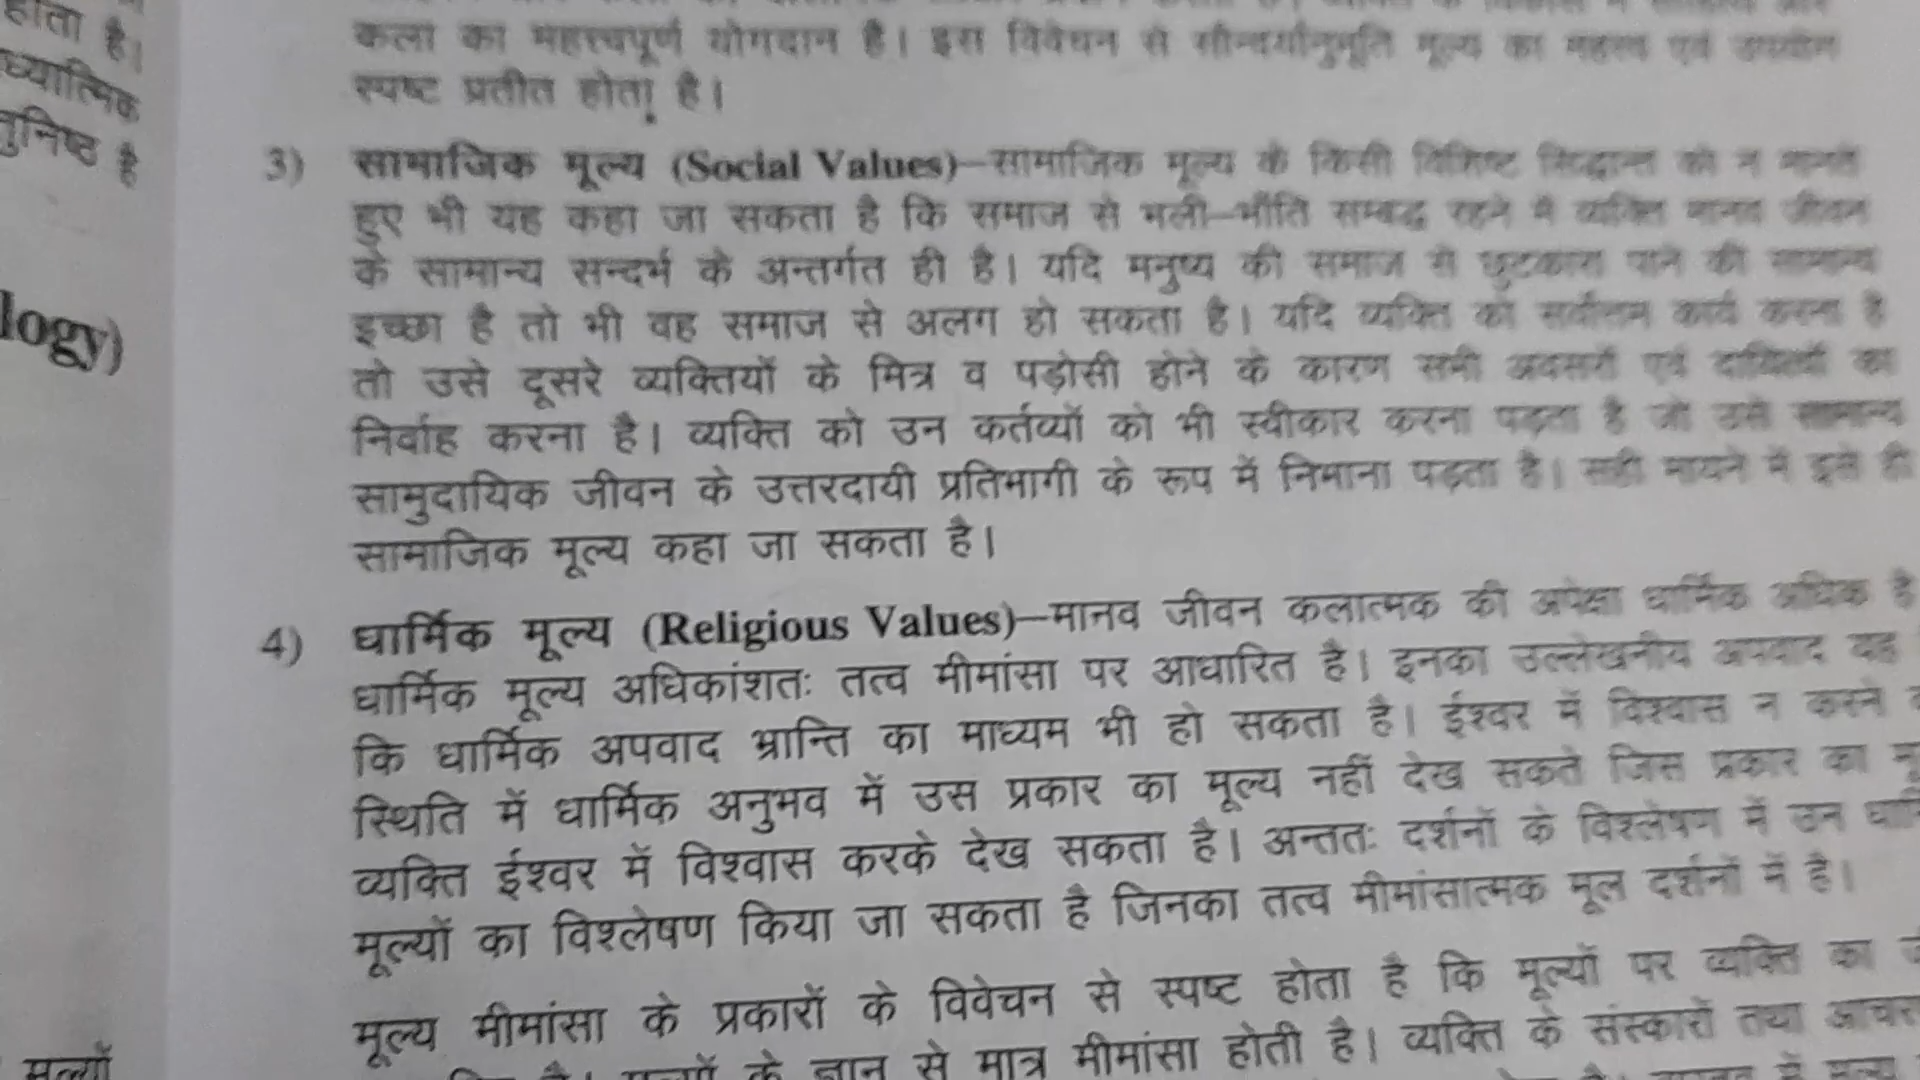 होता है।
ध्यात्मिक
नुनिष्ठ है
logy)
मूल्यों
कला का महत्त्वपूर्ण योगदान है। इस विवेचन से सौन्दर्यानुभूति मूल्य का महत्व एवं उपयोग
स्पष्ट प्रतीत होता है।
3) सामाजिक मूल्य (Social Values)–सामाजिक मूल्य के किसी विशिष्ट सिद्धान्त को न मानते
हुए भी यह कहा जा सकता है कि समाज से भली–भाँति सम्बद्ध रहने में व्यक्ति मानव जीवन
के सामान्य सन्दर्भ के अन्तर्गत ही है। यदि मनुष्य की समाज से छुटकारा पाने की सामान्य
इच्छा है तो भी वह समाज से अलग हो सकता है। यदि व्यक्ति को सर्वोत्तम कार्य करना है
तो उसे दूसरे व्यक्तियों के मित्र व पड़ोसी होने के कारण सभी अवसरों एवं दायित्वों का
निर्वाह करना है। व्यक्ति को उन कर्तव्यों को भी स्वीकार करना पड़ता है जो उसे सामान्य
सामुदायिक जीवन के उत्तरदायी प्रतिभागी के रूप में निभाना पड़ता है। सही मायने में इसे ही
सामाजिक मूल्य कहा जा सकता है।
4) धार्मिक मूल्य (Religious Values)–मानव जीवन कलात्मक की अपेक्षा धार्मिक अधिक है
धार्मिक मूल्य अधिकांशतः तत्व मीमांसा पर आधारित है। इनका उल्लेखनीय अपवाद यह
कि धार्मिक अपवाद भ्रान्ति का माध्यम भी हो सकता है। ईश्वर में विश्वास न करने
स्थिति में धार्मिक अनुभव में उस प्रकार का मूल्य नहीं देख सकते जिस प्रकार का
व्यक्ति ईश्वर में विश्वास करके देख सकता है। अन्ततः दर्शनों के विश्लेषण में उन
मूल्यों का विश्लेषण किया जा सकता है जिनका तत्व मीमांसात्मक मूल दर्शनों में है।
मूल्य मीमांसा के प्रकारों के विवेचन से स्पष्ट होता है कि मूल्यों पर व्यक्ति का
के ज्ञान से मात्र मीमांसा होती है। व्यक्ति के संस्कारों तथा